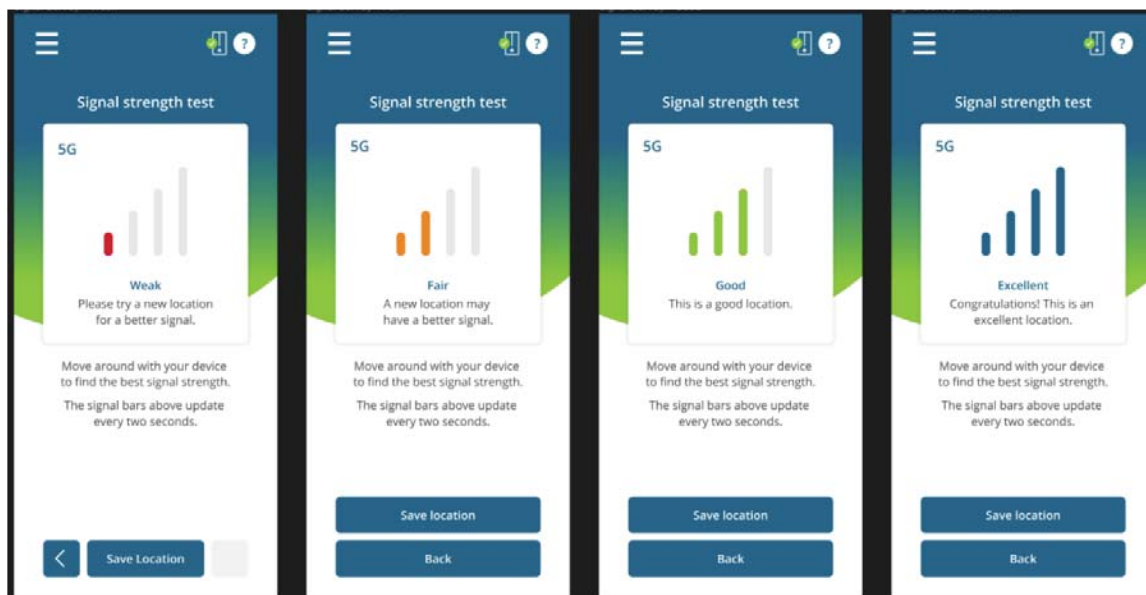 Signal strength test
5G
Weak
Please try a new location
for a better signal.
Move around with your device
to find the best signal strength.
The signal bars above update
every two seconds.
Save Location
?
Signal strength test
5G
Fair
A new location may
have a better signal.
Move around with your device
to find the best signal strength.
The signal bars above update
every two seconds.
Save location
Back
?
Signal strength test
5G
Good
This is a good location.
Move around with your device
to find the best signal strength.
The signal bars above update
every two seconds.
Save location
Back
?
Signal strength test
5G
Excellent
Congratulations! This is an
excellent location.
Move around with your device
to find the best signal strength.
The signal bars above update
every two seconds.
Save location
Back
?